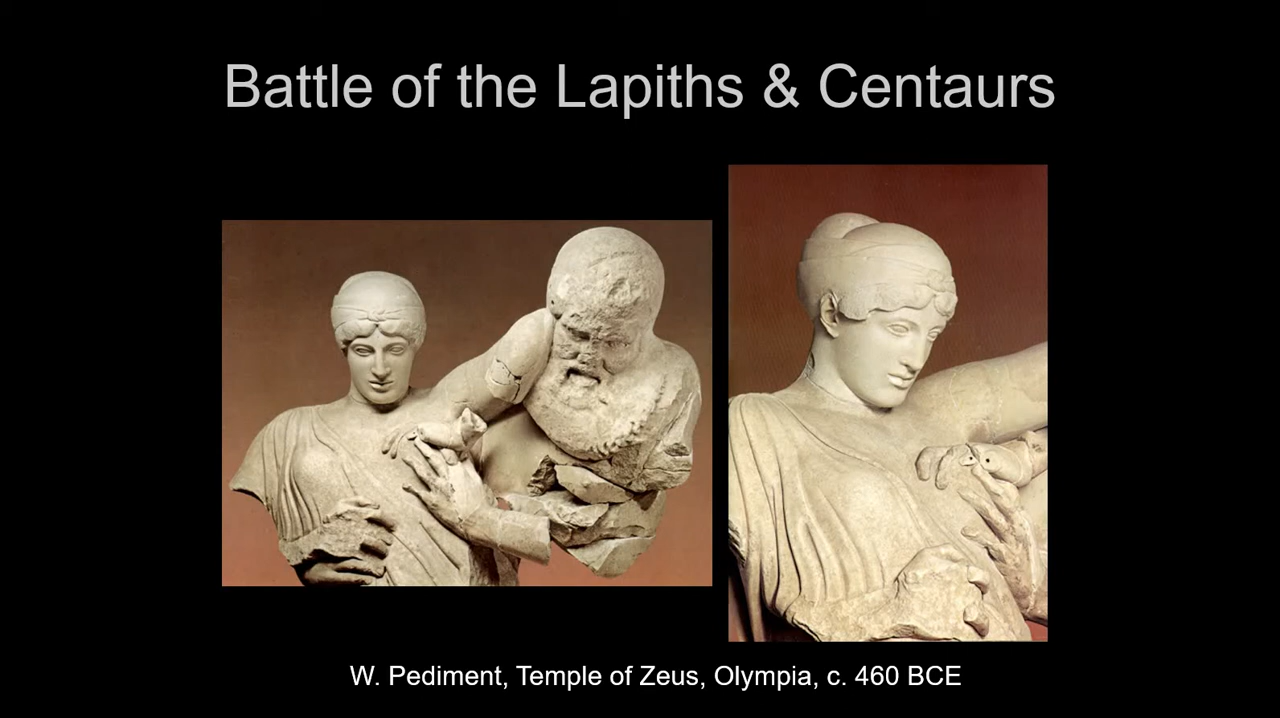 Battle of the Lapiths & Centaurs
W. Pediment, Temple of Zeus, Olympia, c. 460 BCE